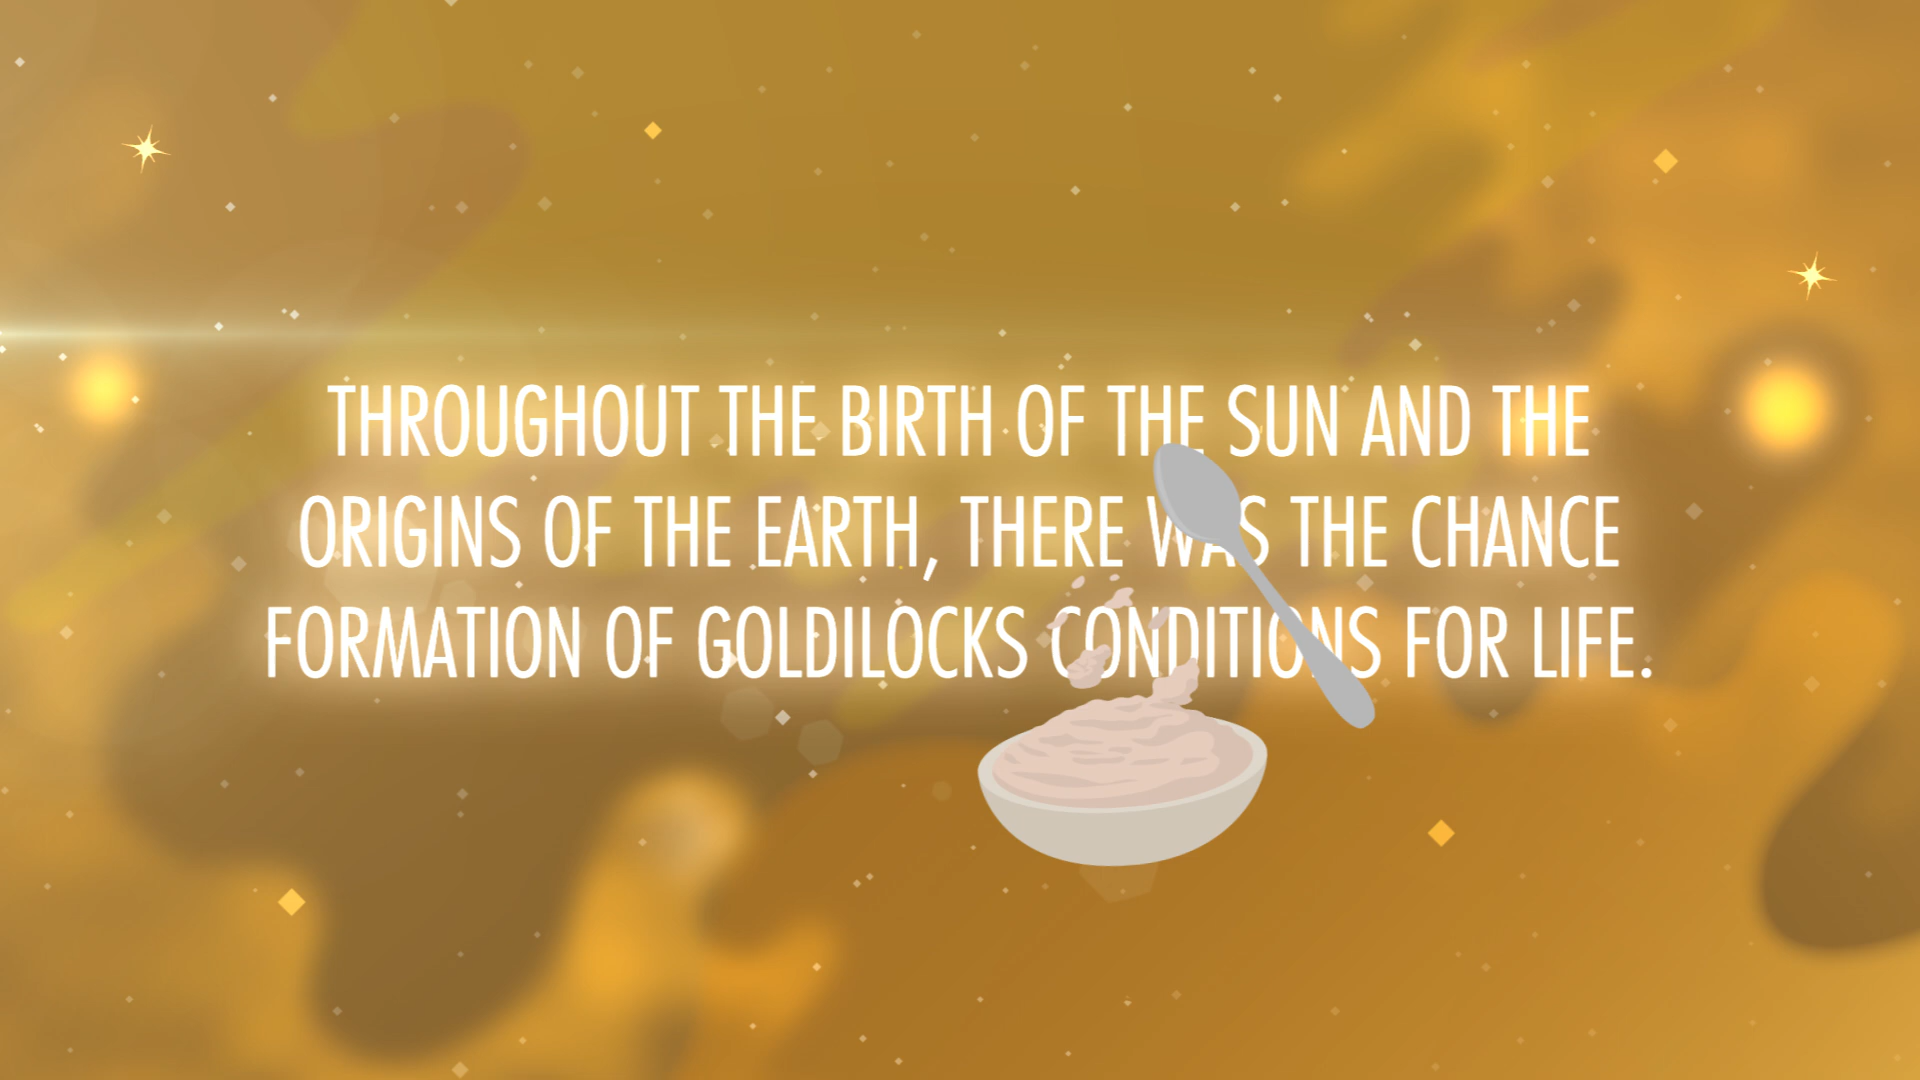 THROUGHOUT THE BIRTH OF THE SUN AND THE
ORIGINS OF THE EARTH, THERE WAS THE CHANCE
FORMATION OF GOLDILOCKS CONDITIONS FOR LIFE.